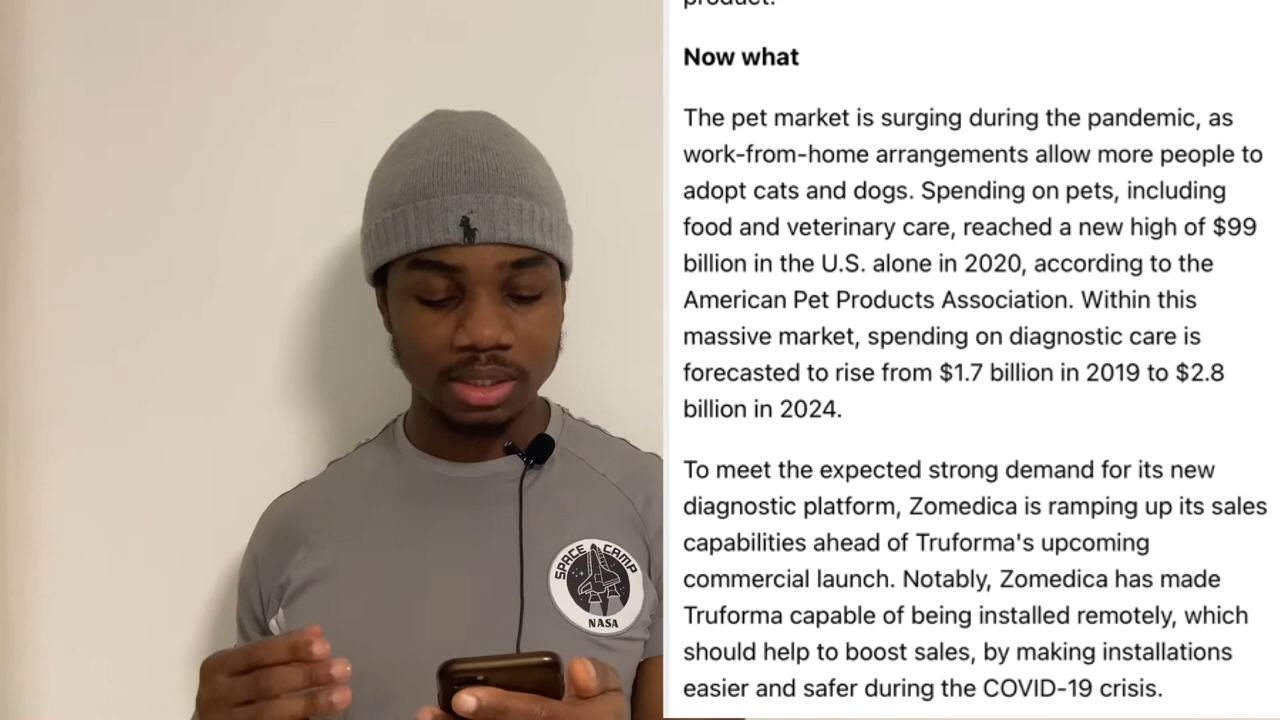 SPACE CAMP
NASA
product.
Now what
The pet market is surging during the pandemic, as
work-from-home arrangements allow more people to
adopt cats and dogs. Spending on pets, including
food and veterinary care, reached a new high of $99
billion in the U.S. alone in 2020, according to the
American Pet Products Association. Within this
massive market, spending on diagnostic care is
forecasted to rise from $1.7 billion in 2019 to $2.8
billion in 2024.
To meet the expected strong demand for its new
diagnostic platform, Zomedica is ramping up its sales
capabilities ahead of Truforma's upcoming
commercial launch. Notably, Zomedica has made
Truforma capable of being installed remotely, which
should help to boost sales, by making installations
easier and safer during the COVID-19 crisis.